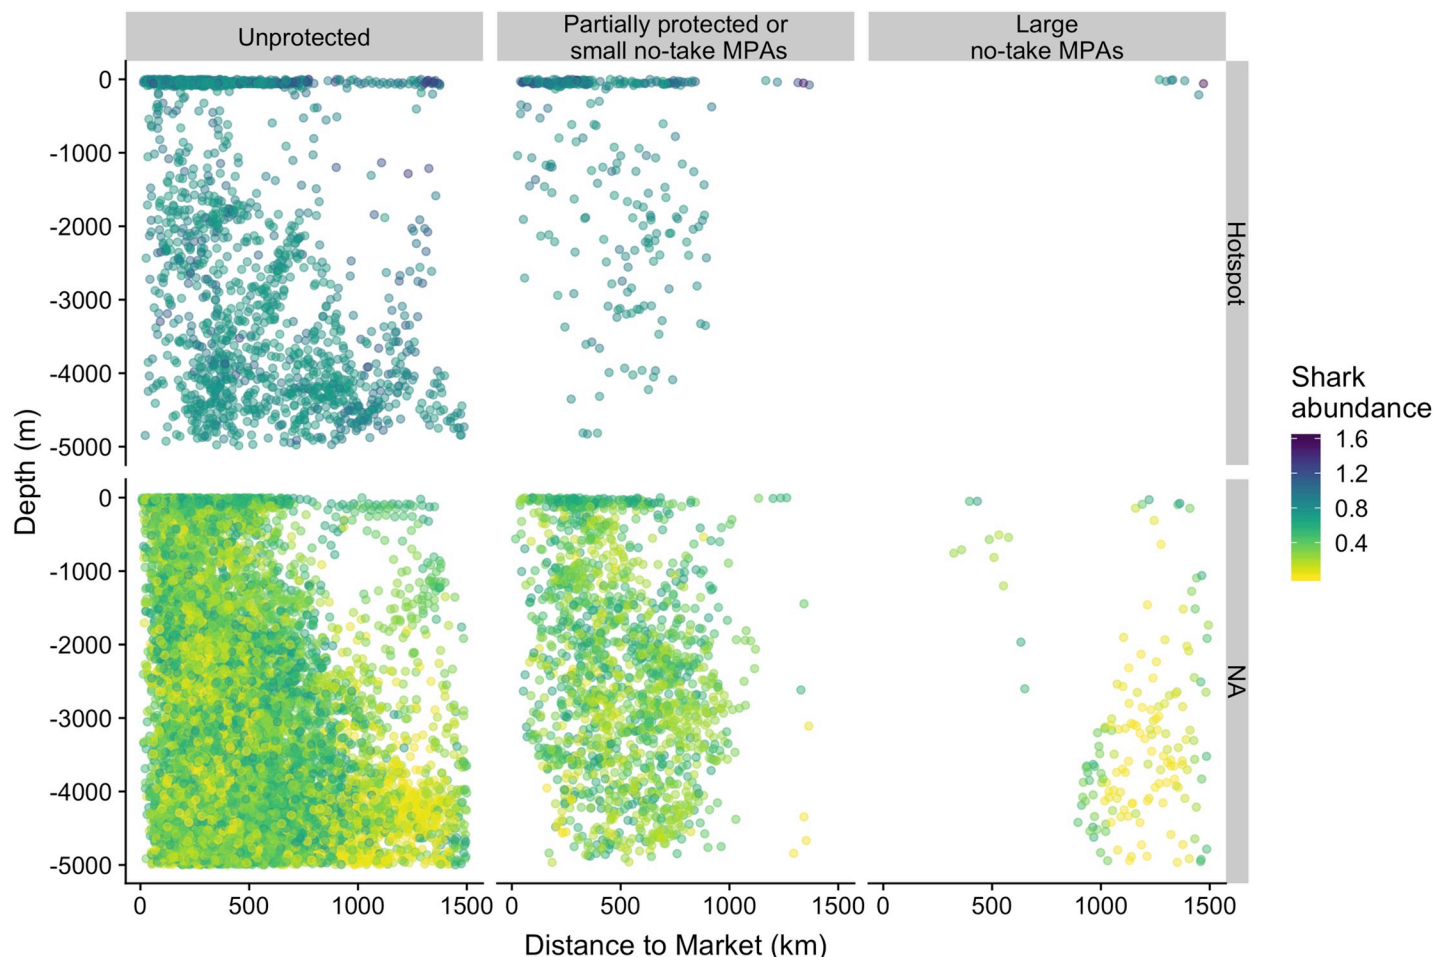 Unprotected
Partially protected or
small no-take MPAs
Large
no-take MPAs
0
-1000
-2000
-3000
-4000
-5000
Hotspot
0
-1000
-2000
-3000
-4000
-5000
NA
Depth (m)
0 500 1000 1500
0 500 1000 1500
0 500 1000 1500
Distance to Market (km)
Shark
abundance
1.6
1.2
0.8
0.4